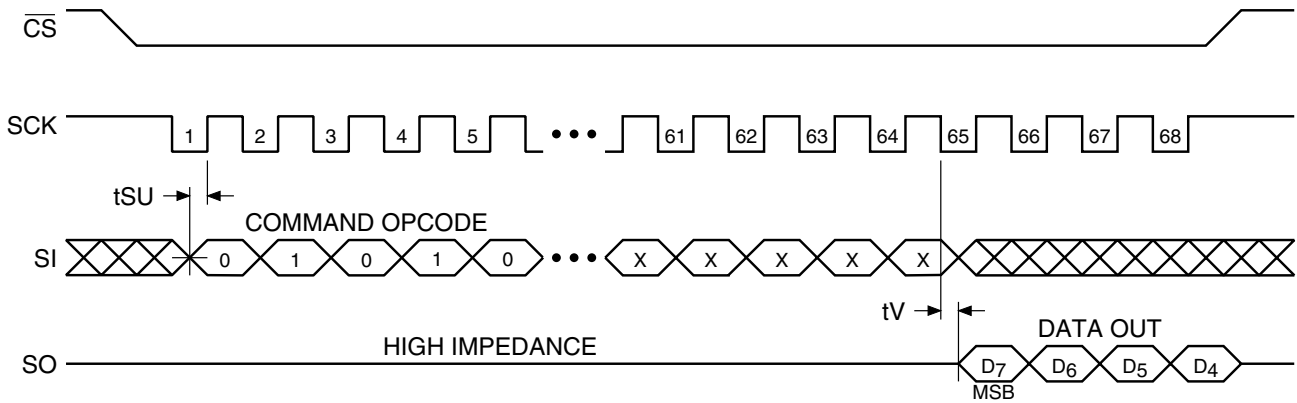 CS
SCK 1 2 3 4 5 61 62 63 64 65 66 67 68
tSU
COMMAND OPCODE
SI 0 1 0 1 0 X X X X X
tV
DATA OUT
HIGH IMPEDANCE
SO D7 D6 D5 D4
MSB